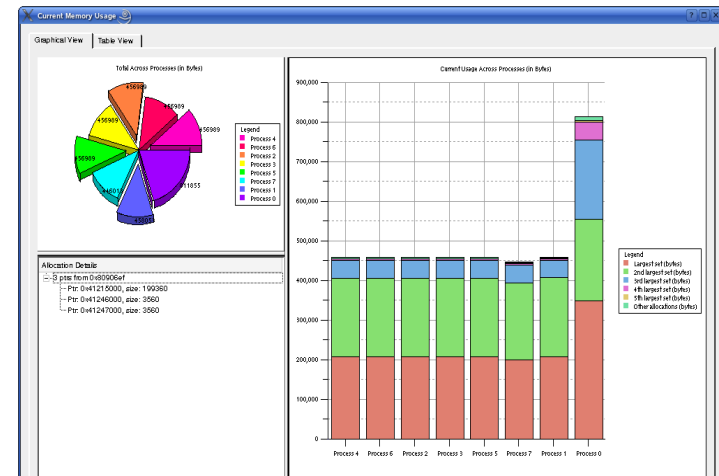 Current Memory Usage
Graphical View
Table View
Total Across Processes (in Bytes)
456989
456989
456989
456989
456989
Legend
Process 4
Process 6
Process 2
Process 3
Process 5
Process 7
Process 1
Process 0
Allocation Details
3 ptrs from 0x80906ef
Ptr: 0x41215000, size: 199360
Ptr: 0x41246000, size: 3560
Ptr: 0x41247000, size: 3560
Current Usage Across Processes (in Bytes)
900,000
800,000
700,000
600,000
500,000
400,000
300,000
200,000
100,000
0
Process 4
Process 6
Process 2
Process 3
Process 5
Process 7
Process 1
Process 0
Legend
Largest set (bytes)
2nd largest set (bytes)
3rd largest set (bytes)
4th largest set (bytes)
5th largest set (bytes)
Other allocations (bytes)